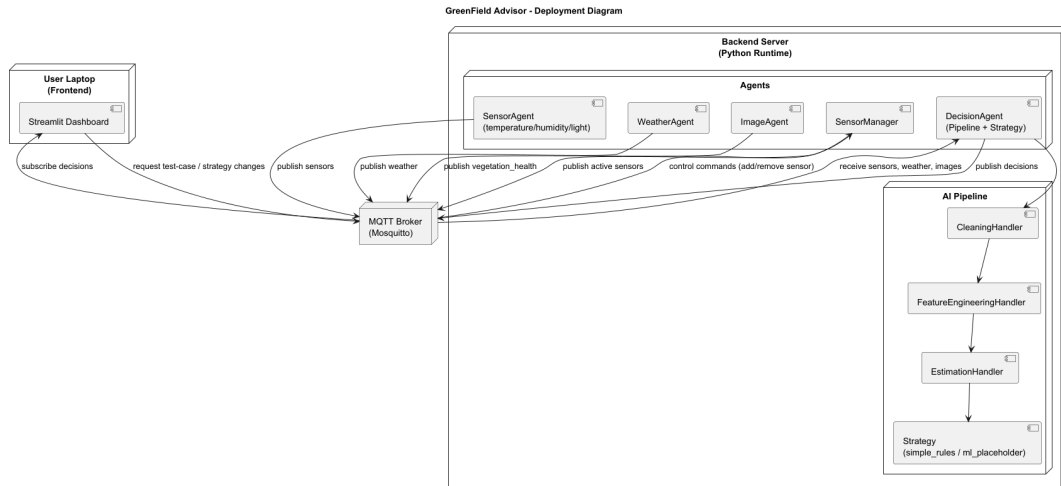 GreenField Advisor - Deployment Diagram
Backend Server
(Python Runtime)
User Laptop
(Frontend)
Streamlit Dashboard
Agents
SensorAgent
(temperature/humidity/light)
WeatherAgent
ImageAgent
SensorManager
DecisionAgent
(Pipeline + Strategy)
subscribe decisions
request test-case / strategy changes
publish sensors
publish weather
publish vegetation_health
publish active sensors
control commands (add/remove sensor)
receive sensors, weather, images
publish decisions
MQTT Broker
(Mosquitto)
AI Pipeline
CleaningHandler
FeatureEngineeringHandler
EstimationHandler
Strategy
(simple_rules / ml_placeholder)